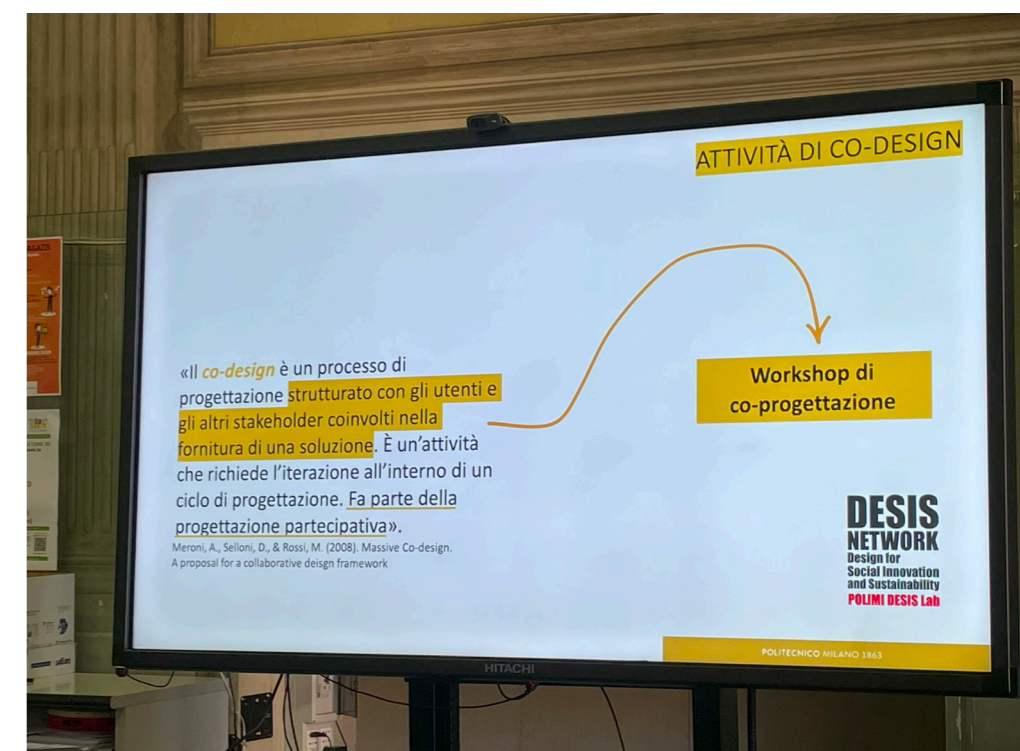 ATTIVITÀ DI CO-DESIGN
«Il co-design è un processo di
progettazione strutturato con gli utenti e
gli altri stakeholder coinvolti nella
fornitura di una soluzione. È un'attività
che richiede l'iterazione all'interno di un
ciclo di progettazione. Fa parte della
progettazione partecipativa».
Meroni, A., Selloni, D., & Rossi, M. (2008). Massive Co-design.
A proposal for a collaborative deisgn framework
Workshop di
co-progettazione
DESIS
NETWORK
Design for
Social Innovation
and Sustainability
POLIMI DESIS Lab
POLITECNICO MILANO 1863
HITACHI